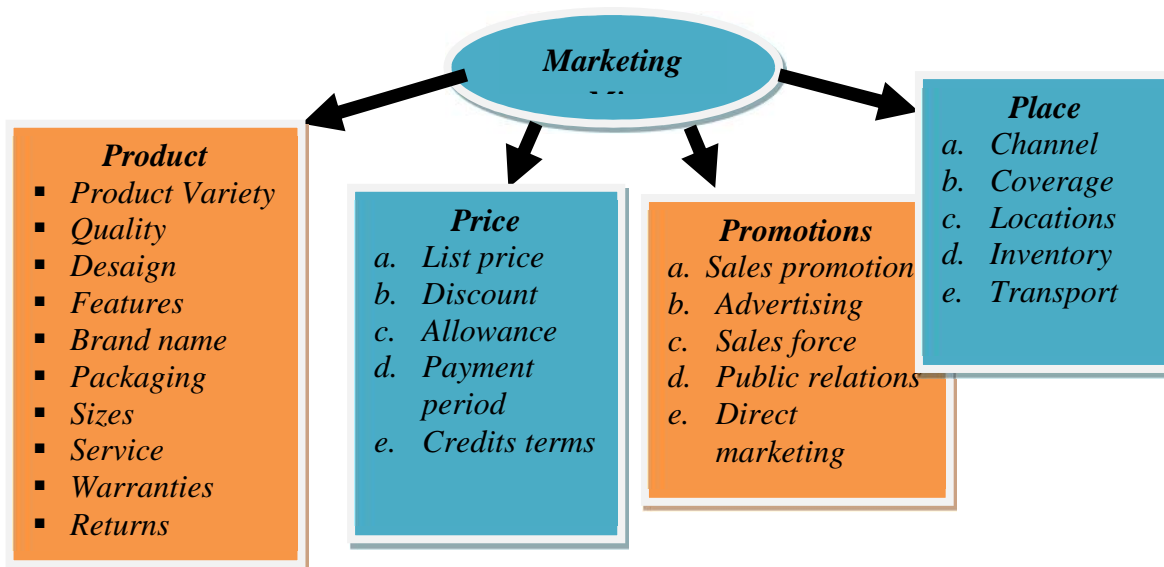 Marketing
Product
▪ Product Variety
▪ Quality
▪ Desaign
▪ Features
▪ Brand name
▪ Packaging
▪ Sizes
▪ Service
▪ Warranties
▪ Returns
Price
a. List price
b. Discount
c. Allowance
d. Payment
period
e. Credits terms
Promotions
a. Sales promotion
b. Advertising
c. Sales force
d. Public relations
e. Direct
marketing
Place
a. Channel
b. Coverage
c. Locations
d. Inventory
e. Transport